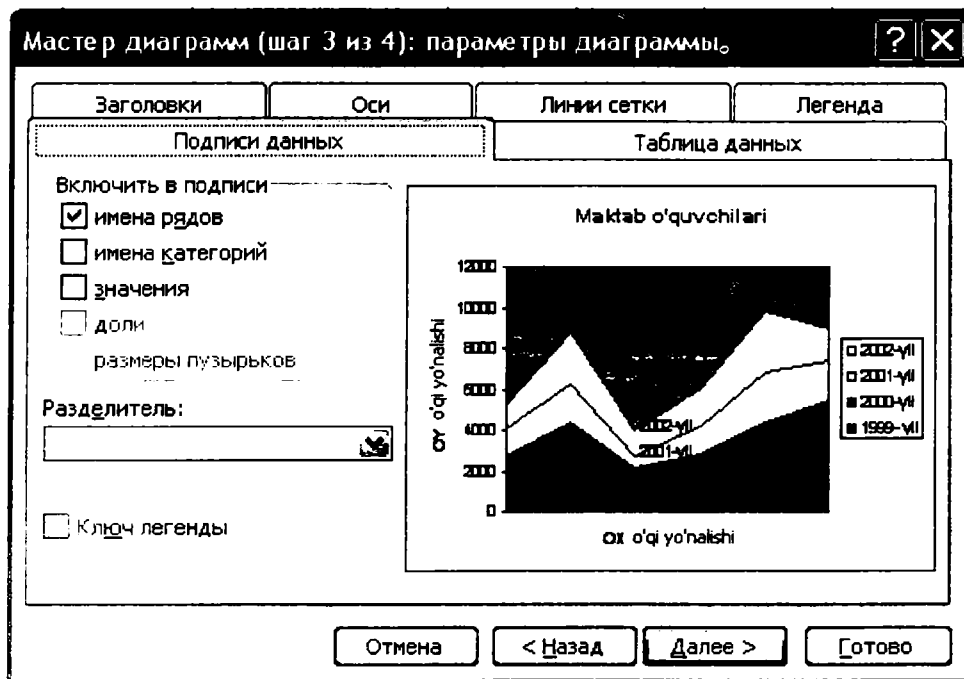 Мастер диаграмм (шаг 3 из 4): параметры диаграммы.
Заголовки
Оси
Линии сетки
Легенда
Подписи данных
Таблица данных
Включить в подписи
имена рядов
имена категорий
значения
доли
размеры пузырьков
Разделитель:
Ключ легенды
Maktab o'quvchilari
12000
10000
8000
6000
4000
2000
0
OY o'qi yo'nalishi
2002-yil
2001-yil
OX o'qi yo'nalishi
2002-yil
2001-yil
2000-yil
1999-yil
Отмена
< Назад
Далее >
Готово